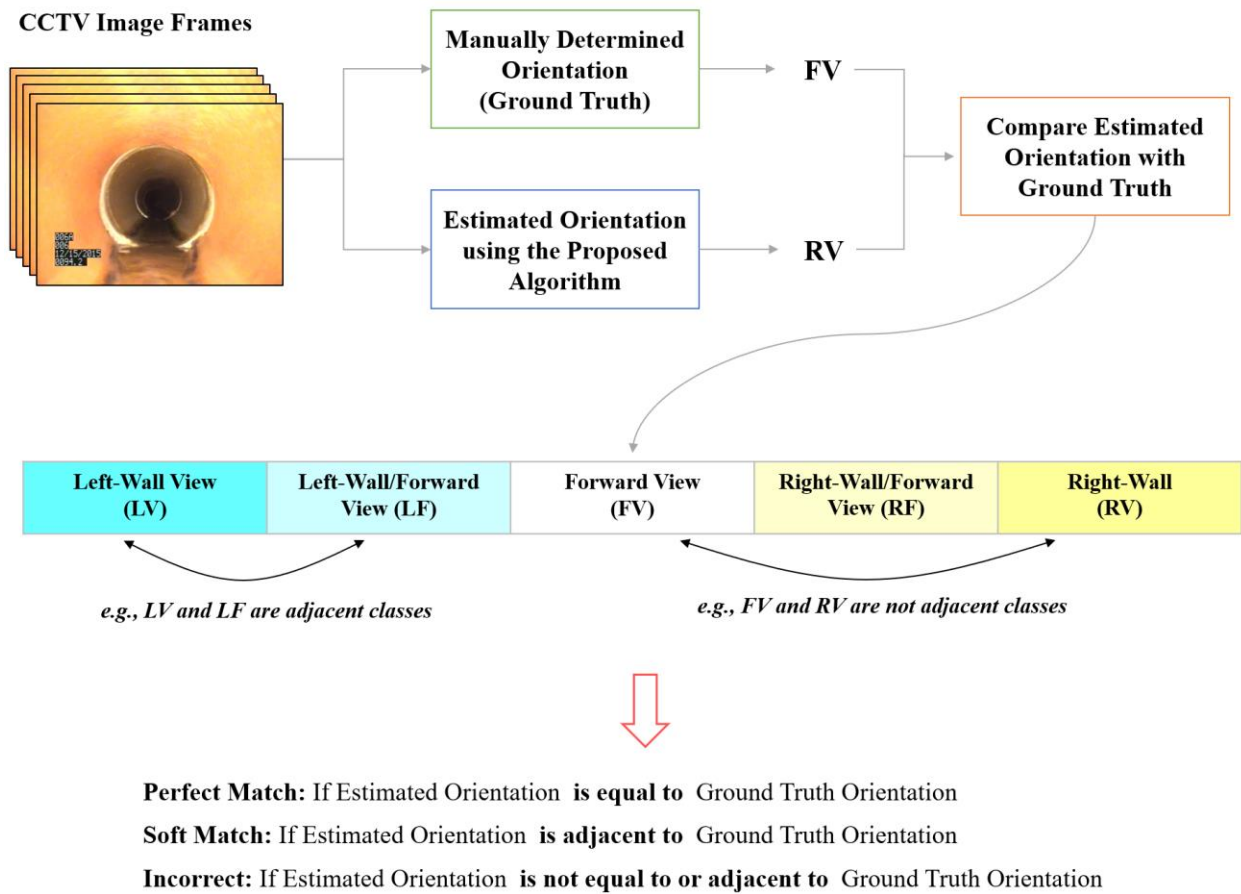 CCTV Image Frames
Manually Determined
Orientation
(Ground Truth)
FV
Compare Estimated
Orientation with
Ground Truth
Estimated Orientation
using the Proposed
Algorithm
RV
12/15/2015
Left-Wall View
(LV)
Left-Wall/Forward
View (LF)
Forward View
(FV)
Right-Wall/Forward
View (RF)
Right-Wall
(RV)
e.g., LV and LF are adjacent classes
e.g., FV and RV are not adjacent classes
Perfect Match: If Estimated Orientation is equal to Ground Truth Orientation
Soft Match: If Estimated Orientation is adjacent to Ground Truth Orientation
Incorrect: If Estimated Orientation is not equal to or adjacent to Ground Truth Orientation